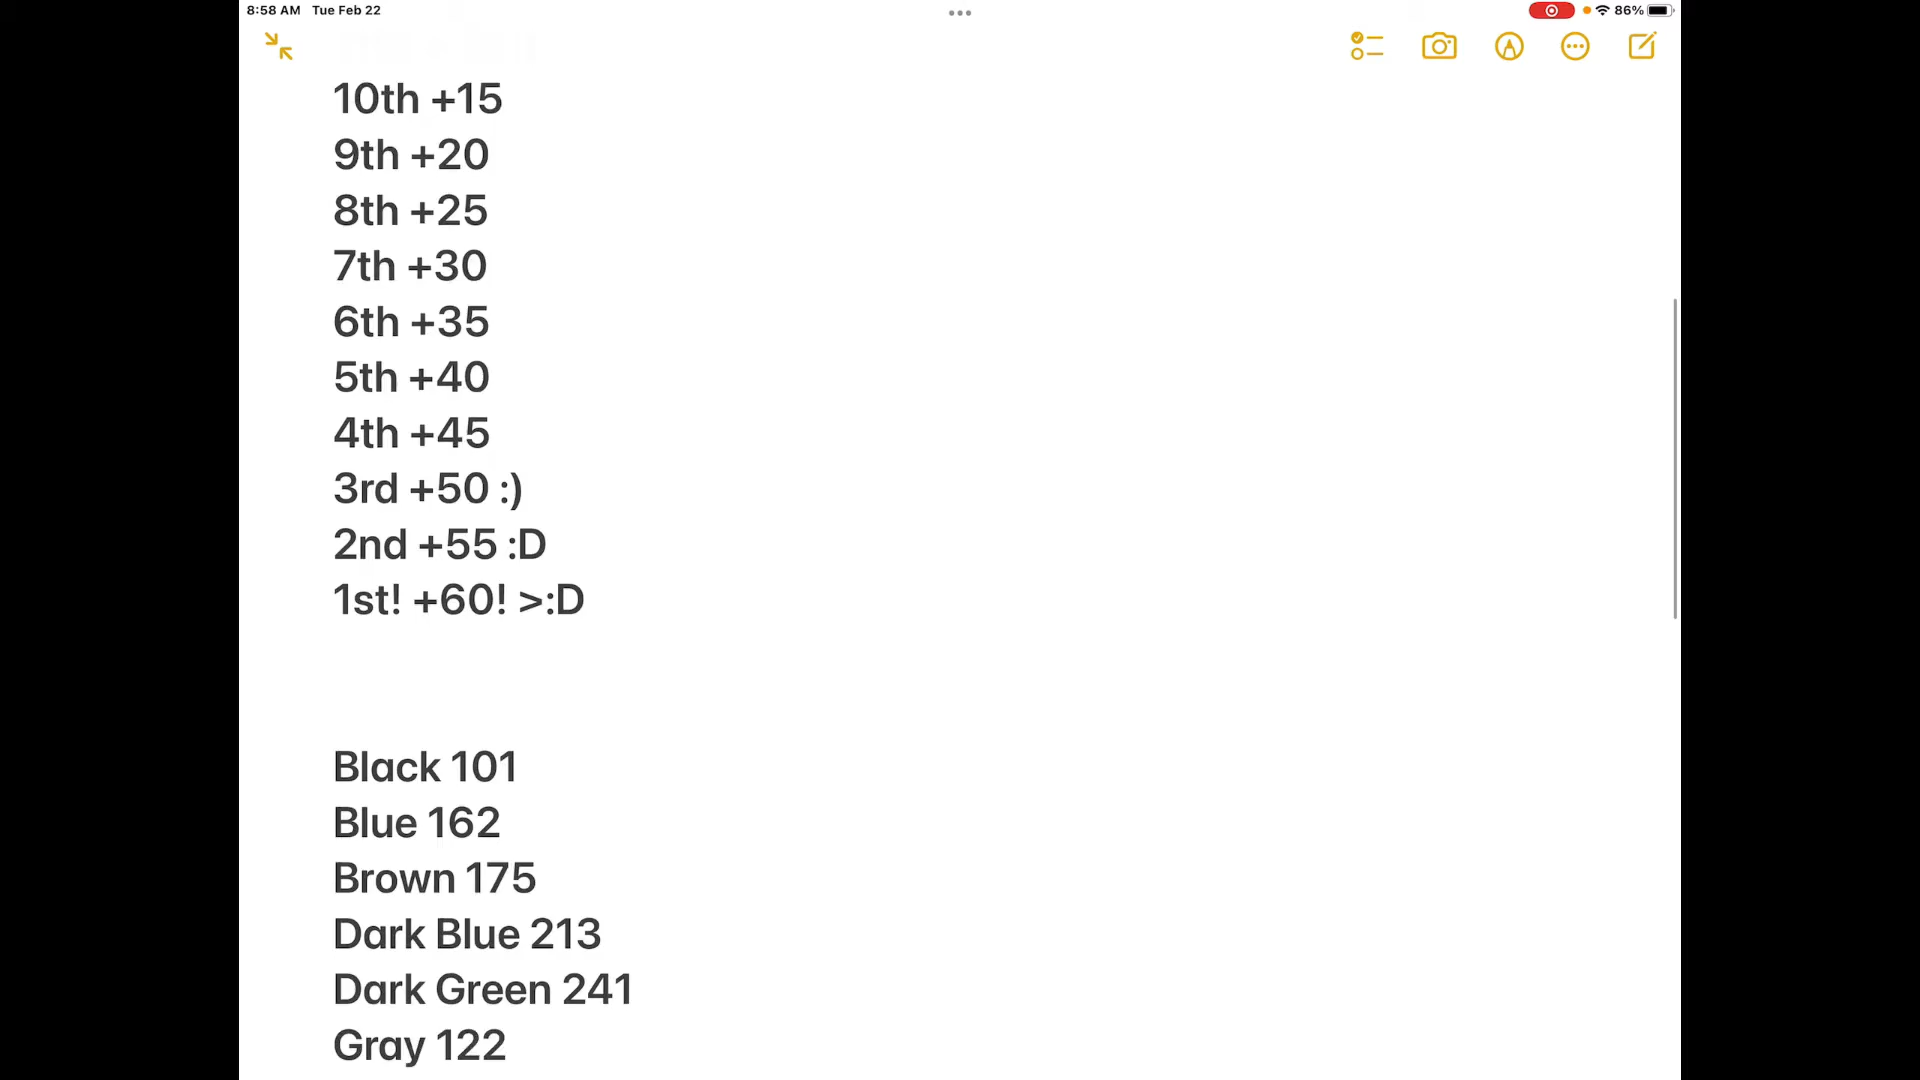 8:58 AM Tue Feb 22
86%
10th +15
9th +20
8th +25
7th +30
6th +35
5th +40
4th +45
3rd +50 :)
2nd +55 :D
1st! +60! >:D
Black 101
Blue 162
Brown 175
Dark Blue 213
Dark Green 241
Gray 122